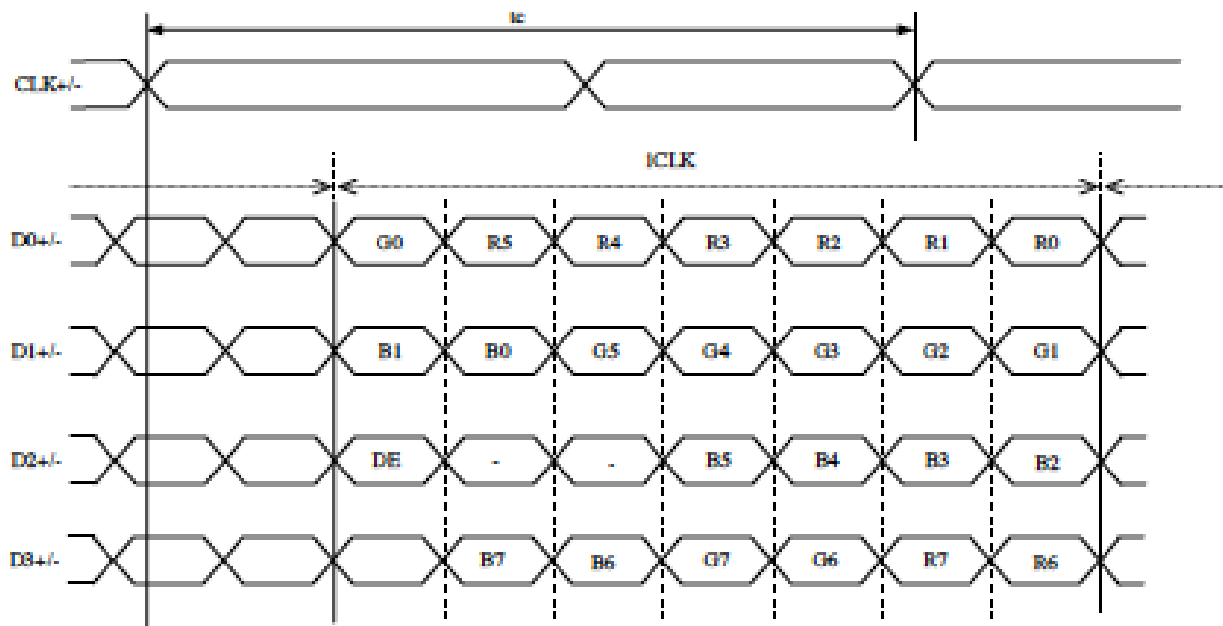 tc
CLK+/-
1CLK
D0+/- G0 R5 R4 R3 R2 R1 R0
D1+/- B1 B0 G5 G4 G3 G2 G1
D2+/- DE - - B5 B4 B3 B2
D3+/- B7 B6 G7 G6 R7 R6